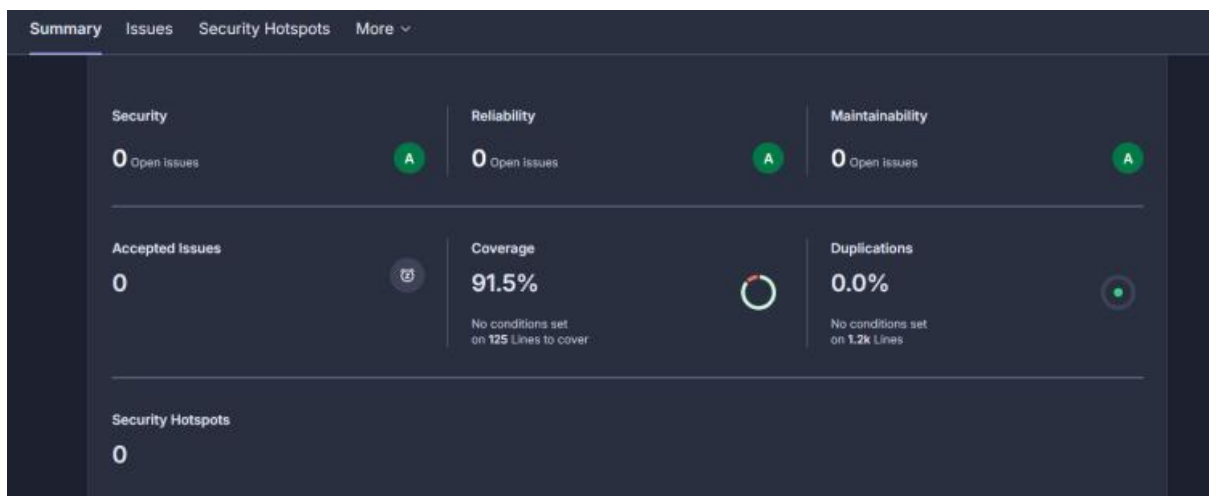 Summary Issues Security Hotspots More
Security Reliability Maintainability
0 Open issues A 0 Open issues A 0 Open issues A
Accepted Issues Coverage Duplications
0 91.5% 0.0%
No conditions set No conditions set
on 125 Lines to cover on 1.2k Lines
Security Hotspots
0